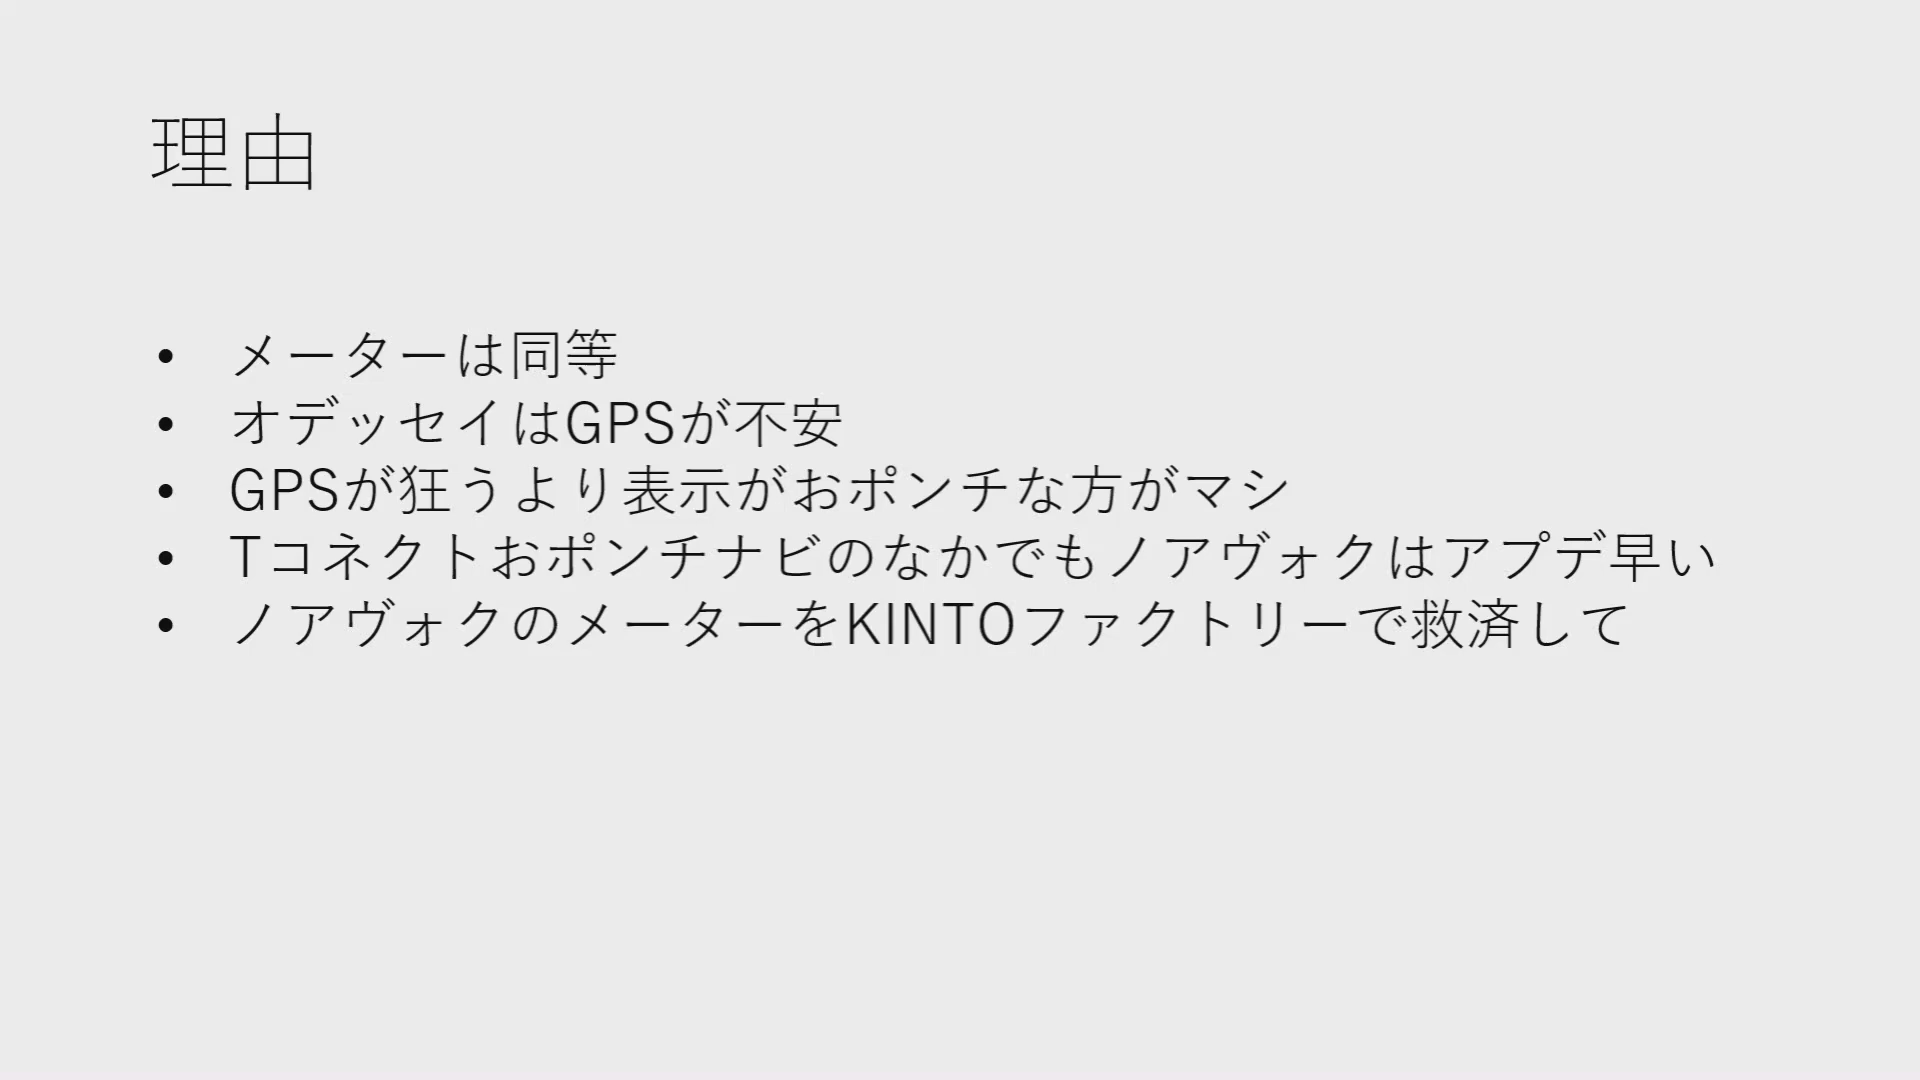 理由
• メーターは同等
• オデッセイはGPSが不安
• GPSが狂うより表示がおポンチな方がマシ
• Tコネクトおポンチナビのなかでもノアヴォクはアプデ早い
• ノアヴォクのメーターをKINTOファクトリーで救済して